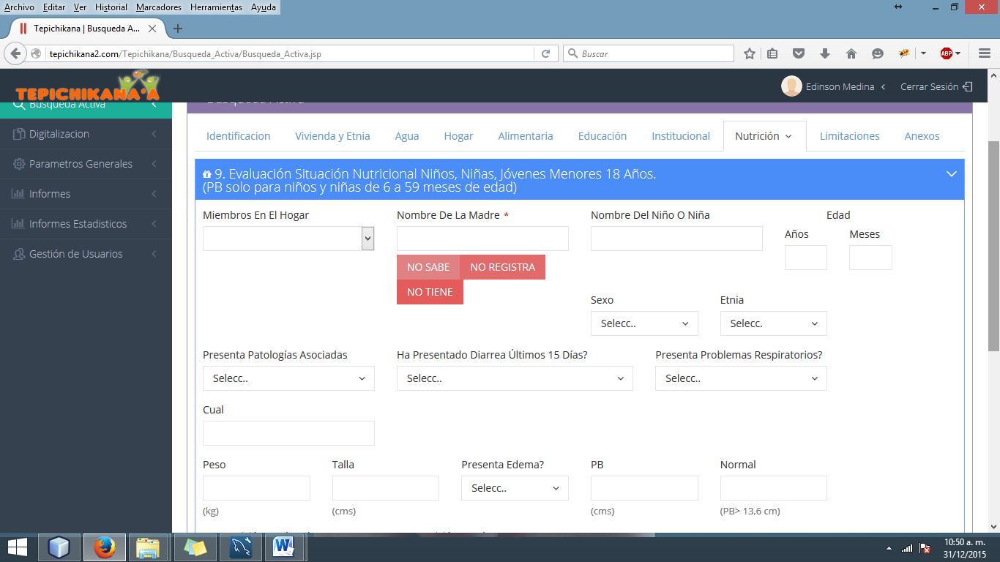 Archivo Editar Ver Historial Marcadores Herramientas Ayuda
Tepichikana | Busqueda A...
tepichikana2.com/Tepichikana/Busqueda_Activa/Busqueda_Activa.jsp
Buscar
ABP
TEPICHIKANA'A
Edinson Medina
Cerrar Sesión
Busqueda Activa
Digitalizacion
Parametros Generales
Informes
Informes Estadisticos
Gestión de Usuarios
Busqueda Activa
Identificacion Vivienda y Etnia Agua Hogar Alimentaria Educación Institucional Nutrición Limitaciones Anexos
9. Evaluación Situación Nutricional Niños, Niñas, Jóvenes Menores 18 Años.
(PB solo para niños y niñas de 6 a 59 meses de edad)
Miembros En El Hogar Nombre De La Madre * Nombre Del Niño O Niña Edad
Años Meses
NO SABE NO REGISTRA
NO TIENE
Sexo Etnia
Selecc.. Selecc.
Presenta Patologías Asociadas Ha Presentado Diarrea Últimos 15 Días? Presenta Problemas Respiratorios?
Selecc.. Selecc.. Selecc..
Cual
Peso Talla Presenta Edema? PB Normal
Selecc..
(kg) (cms) (cms) (PB> 13,6 cm)
10:50 a. m.
31/12/2015